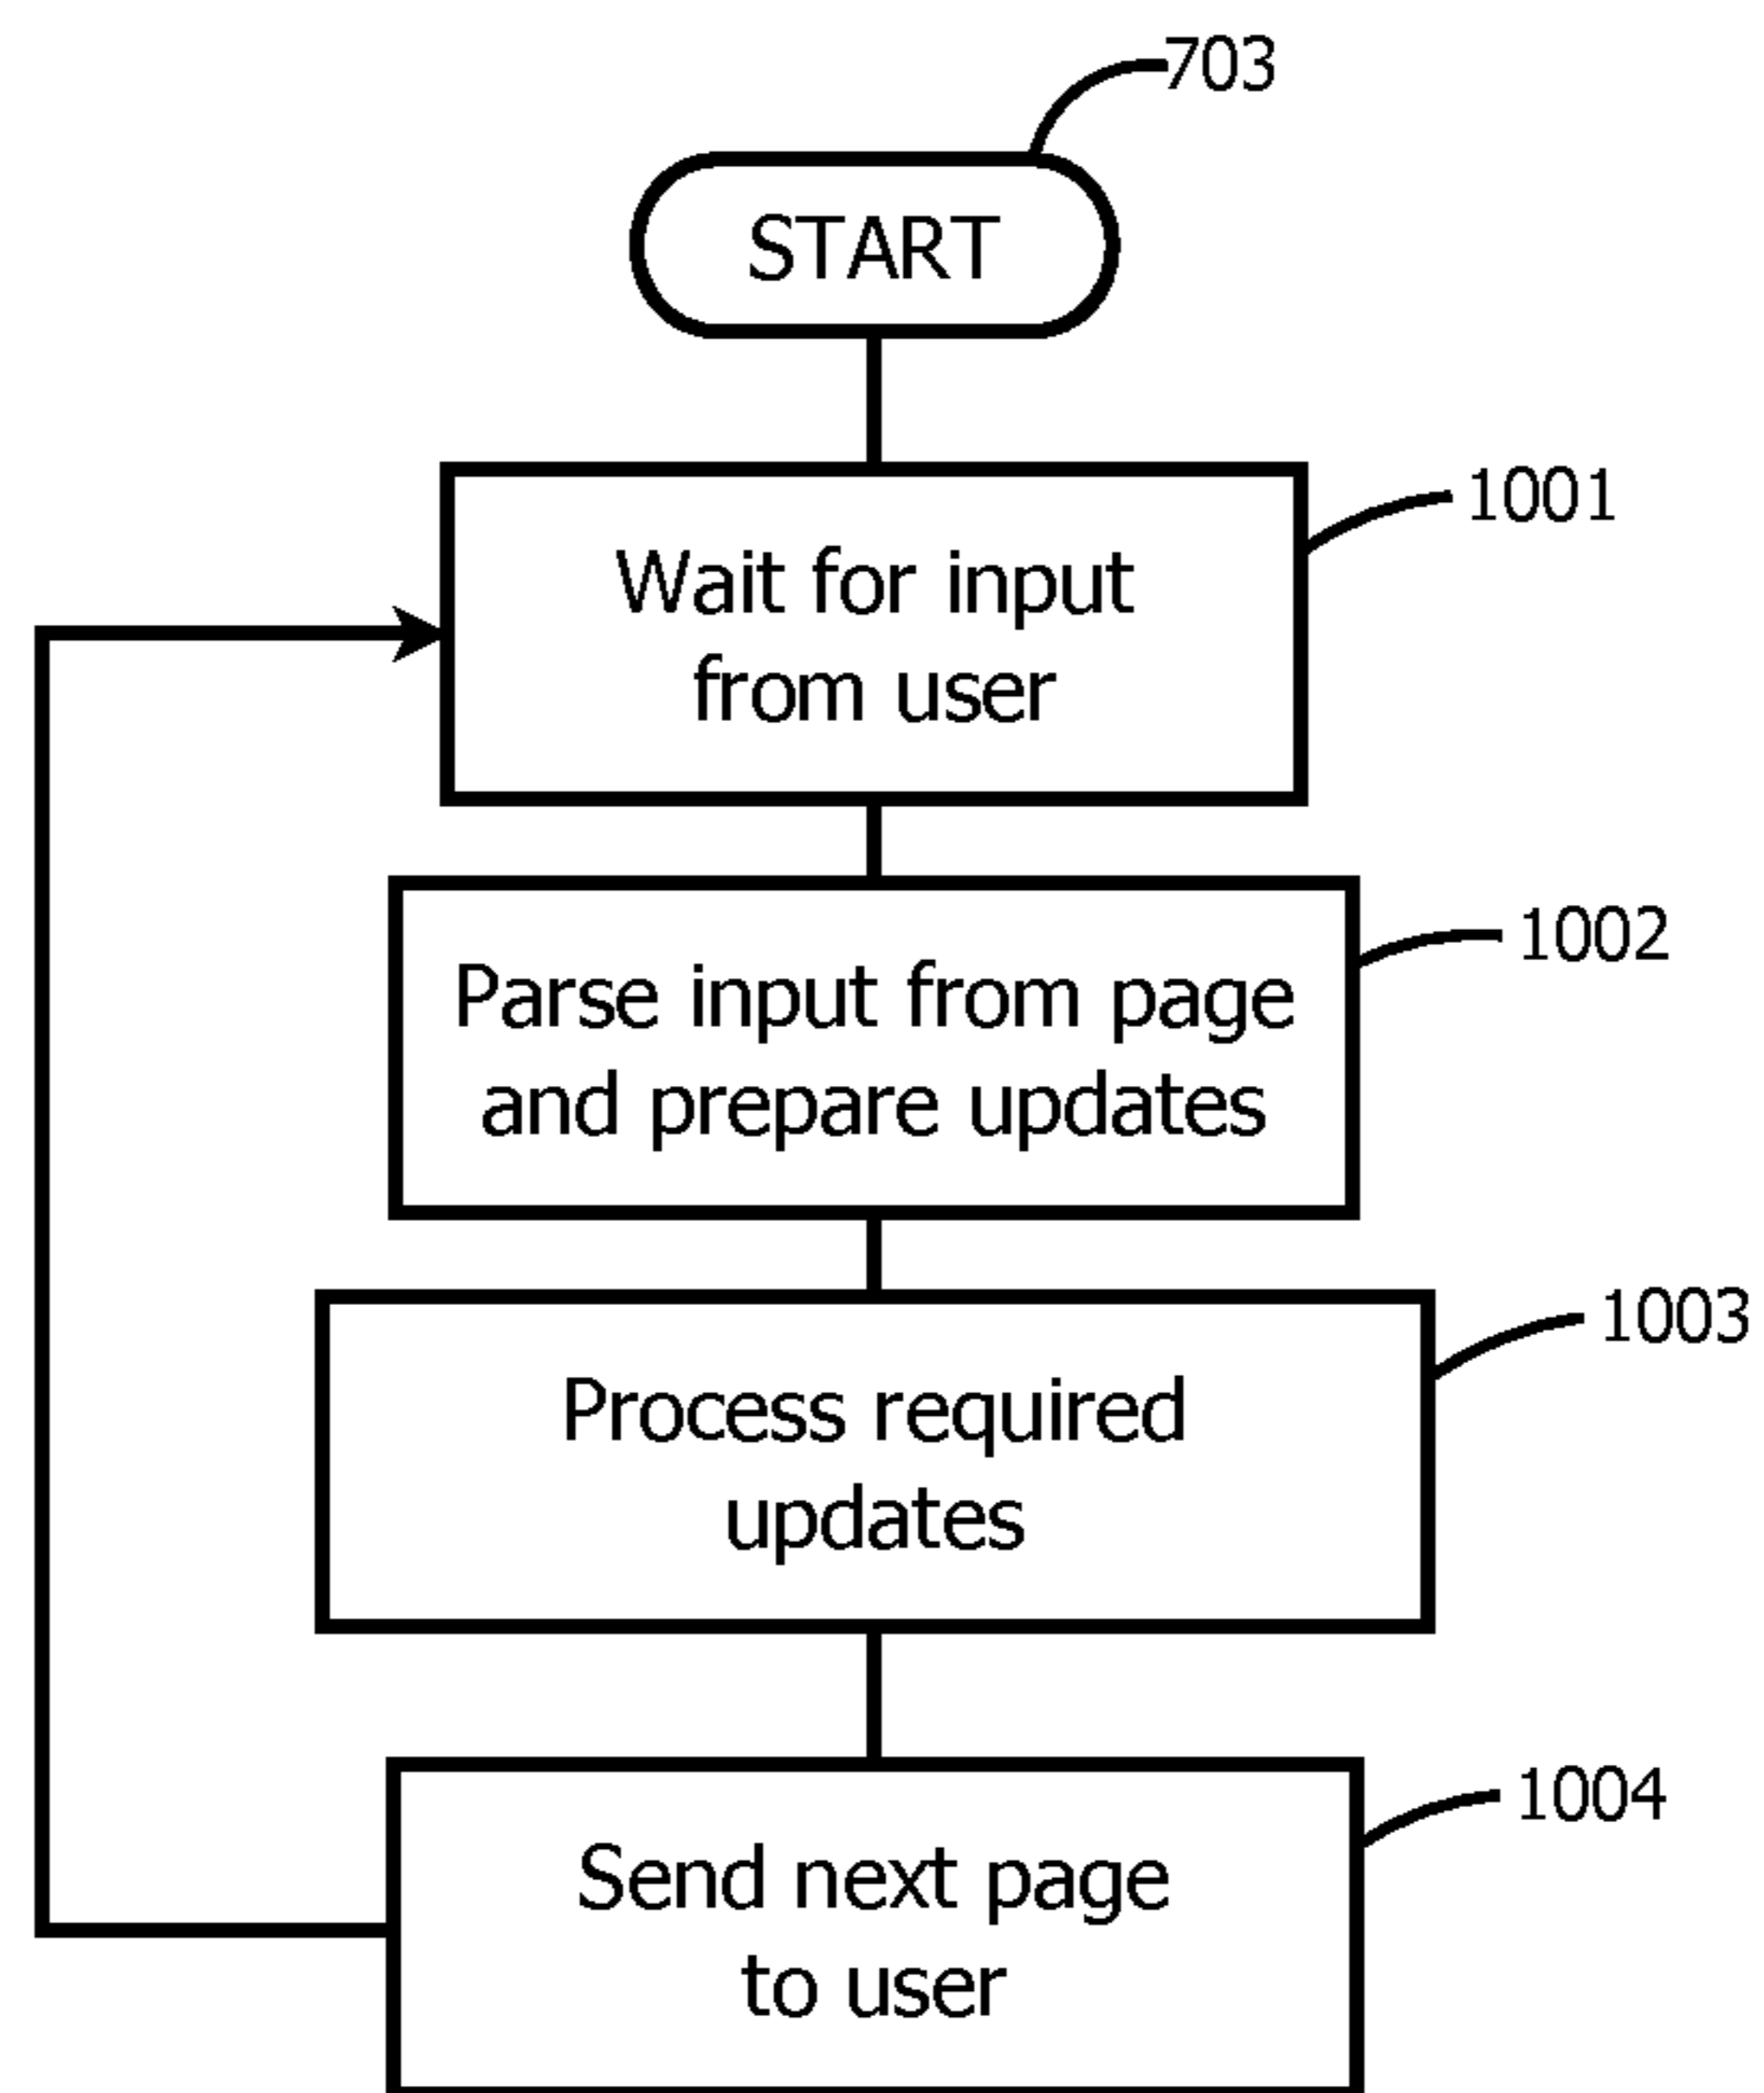 703
START
1001
Wait for input
from user
1002
Parse input from page
and prepare updates
1003
Process required
updates
1004
Send next page
to user